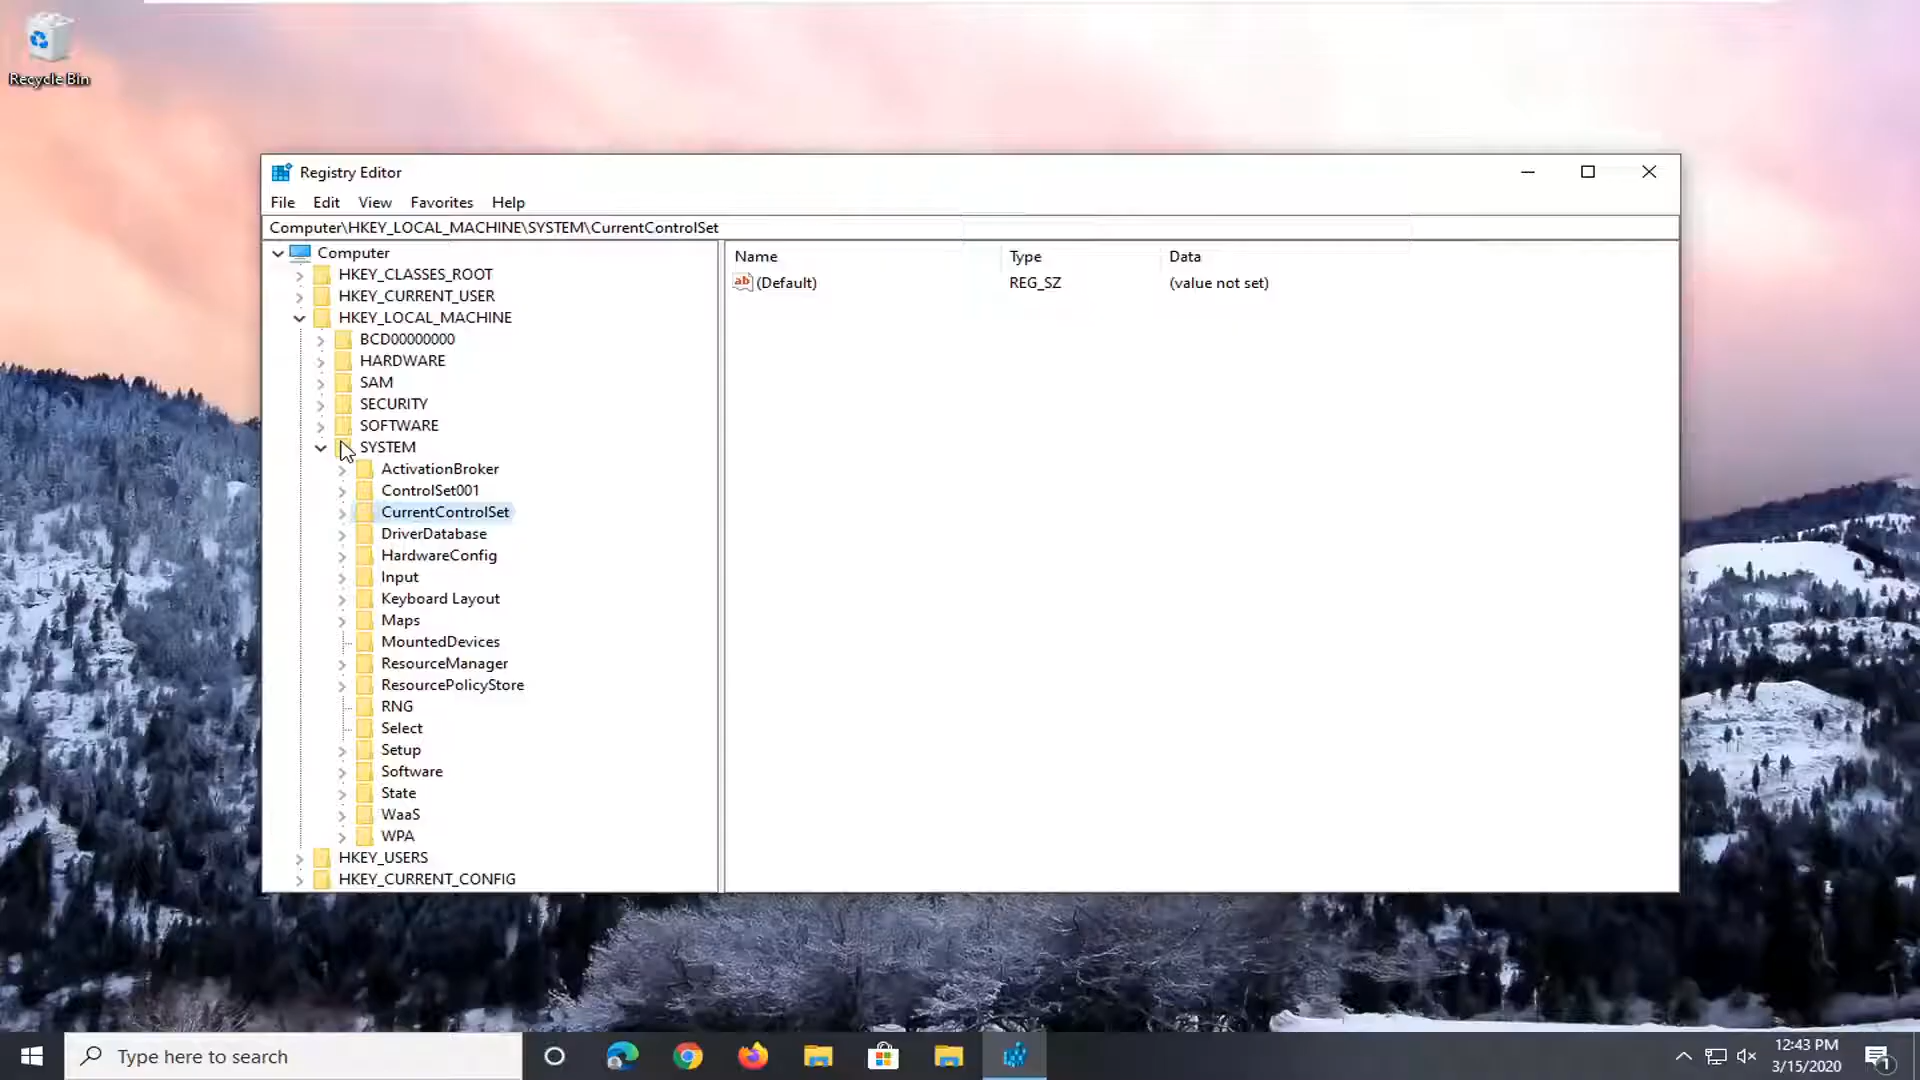 Recycle Bin
Registry Editor
File Edit View Favorites Help
Computer\HKEY_LOCAL_MACHINE\SYSTEM\CurrentControlSet
Computer
HKEY_CLASSES_ROOT
HKEY_CURRENT_USER
HKEY_LOCAL_MACHINE
BCD00000000
HARDWARE
SAM
SECURITY
SOFTWARE
SYSTEM
ActivationBroker
ControlSet001
CurrentControlSet
DriverDatabase
HardwareConfig
Input
Keyboard Layout
Maps
MountedDevices
ResourceManager
ResourcePolicyStore
RNG
Select
Setup
Software
State
WaaS
WPA
HKEY_USERS
HKEY_CURRENT_CONFIG
Name Type Data
ab (Default) REG_SZ (value not set)
Type here to search
12:43 PM
3/15/2020
1